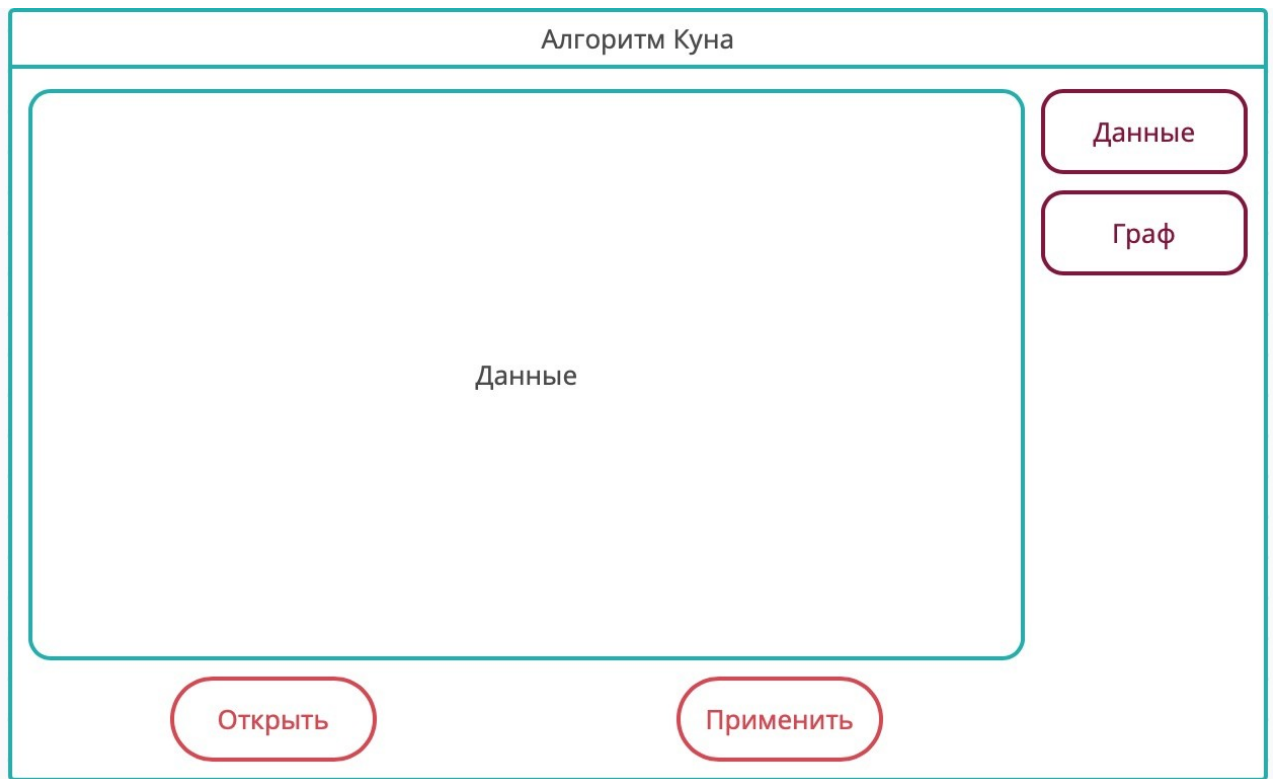 Алгоритм Куна
Данные
Граф
Данные
Открыть
Применить